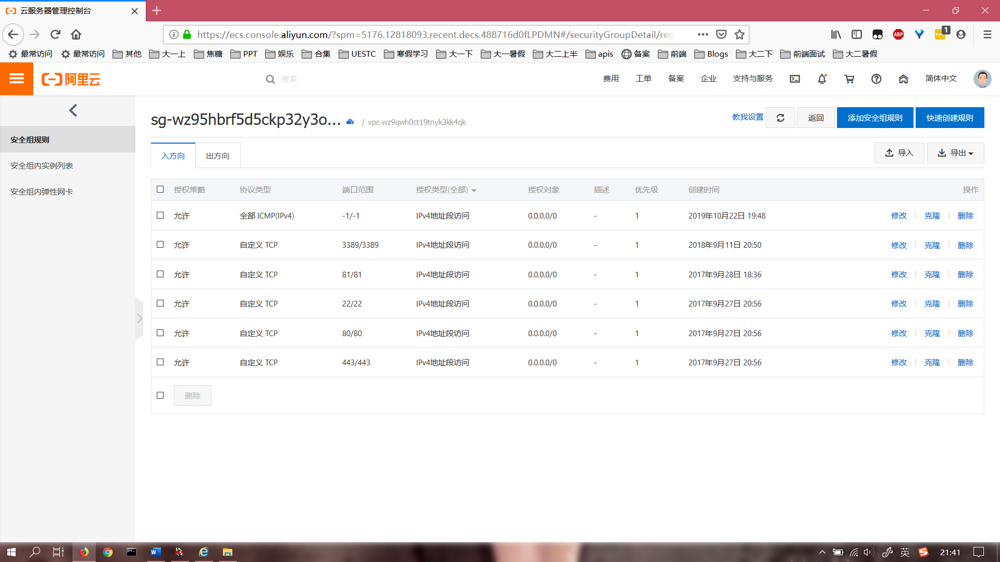 云服务器管理控制台
https://ecs.console.aliyun.com/?spm=5176.12818093.recent.decs.488716d0fLPDMN#/securityGroupDetail/reg
ABP
1
最常访问 最常访问 其他 大一上 焦糖 PPT 娱乐 合集 UESTC 寒假学习 大一下 大一暑假 大二上半 apis 备案 前端 Blogs 大二下 前端面试 大二暑假
阿里云 搜索 费用 工单 备案 企业 支持与服务 简体中文
安全组规则
安全组内实例列表
安全组内弹性网卡
sg-wz95hbrf5d5ckp32y3o... / vpc-wz9qwh0ct19tnyk3kk4qk 教我设置 返回 添加安全组规则 快速创建规则
入方向 出方向 导入 导出
授权策略 协议类型 端口范围 授权类型(全部) 授权对象 描述 优先级 创建时间 操作
允许 全部 ICMP(IPv4) -1/-1 IPv4地址段访问 0.0.0.0/0 - 1 2019年10月22日 19:48 修改 克隆 删除
允许 自定义 TCP 3389/3389 IPv4地址段访问 0.0.0.0/0 - 1 2018年9月11日 20:50 修改 克隆 删除
允许 自定义 TCP 81/81 IPv4地址段访问 0.0.0.0/0 - 1 2017年9月28日 18:36 修改 克隆 删除
允许 自定义 TCP 22/22 IPv4地址段访问 0.0.0.0/0 - 1 2017年9月27日 20:56 修改 克隆 删除
允许 自定义 TCP 80/80 IPv4地址段访问 0.0.0.0/0 - 1 2017年9月27日 20:56 修改 克隆 删除
允许 自定义 TCP 443/443 IPv4地址段访问 0.0.0.0/0 - 1 2017年9月27日 20:56 修改 克隆 删除
删除
英 21:41